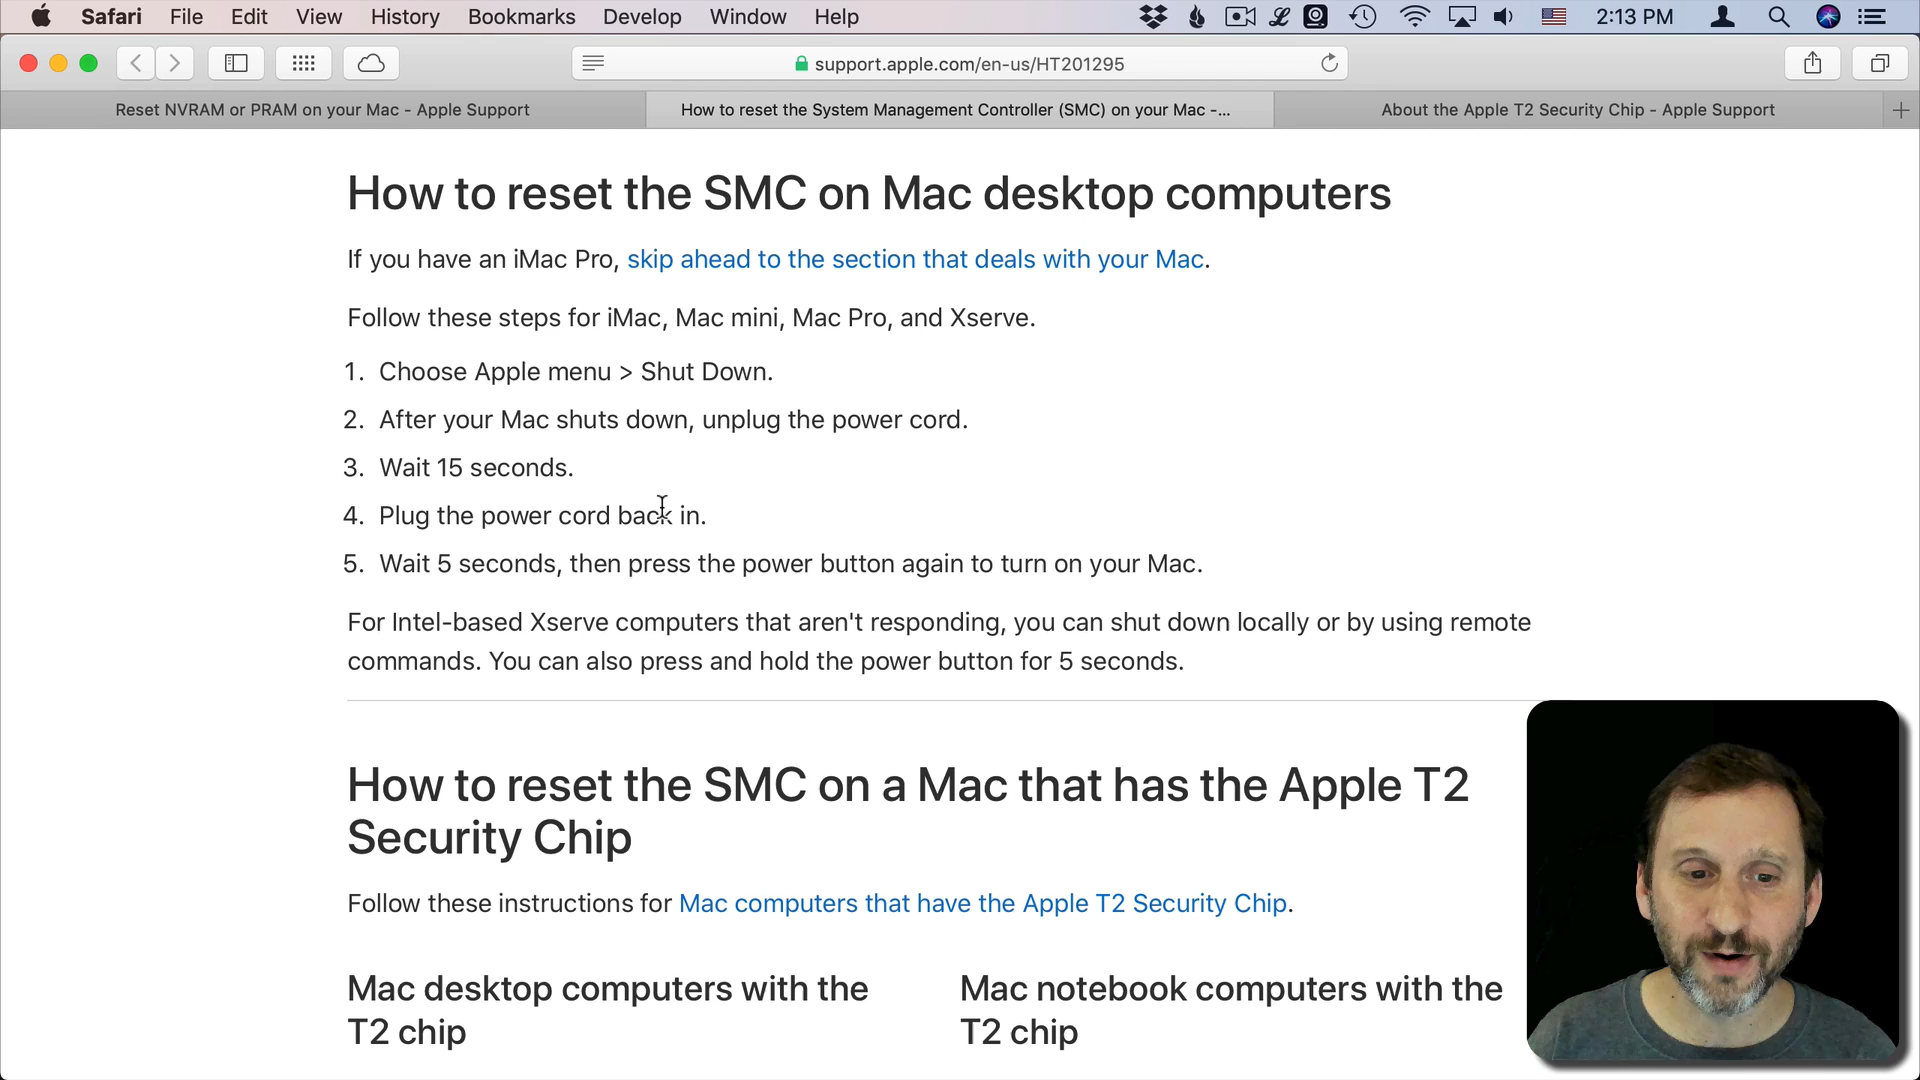 Safari File Edit View History Bookmarks Develop Window Help 2:13 PM
support.apple.com/en-us/HT201295
Reset NVRAM or PRAM on your Mac - Apple Support
How to reset the System Management Controller (SMC) on your Mac -...
About the Apple T2 Security Chip - Apple Support
How to reset the SMC on Mac desktop computers
If you have an iMac Pro, skip ahead to the section that deals with your Mac.
Follow these steps for iMac, Mac mini, Mac Pro, and Xserve.
1. Choose Apple menu > Shut Down.
2. After your Mac shuts down, unplug the power cord.
3. Wait 15 seconds.
4. Plug the power cord back in.
5. Wait 5 seconds, then press the power button again to turn on your Mac.
For Intel-based Xserve computers that aren't responding, you can shut down locally or by using remote
commands. You can also press and hold the power button for 5 seconds.
How to reset the SMC on a Mac that has the Apple T2
Security Chip
Follow these instructions for Mac computers that have the Apple T2 Security Chip.
Mac desktop computers with the
T2 chip
Mac notebook computers with the
T2 chip